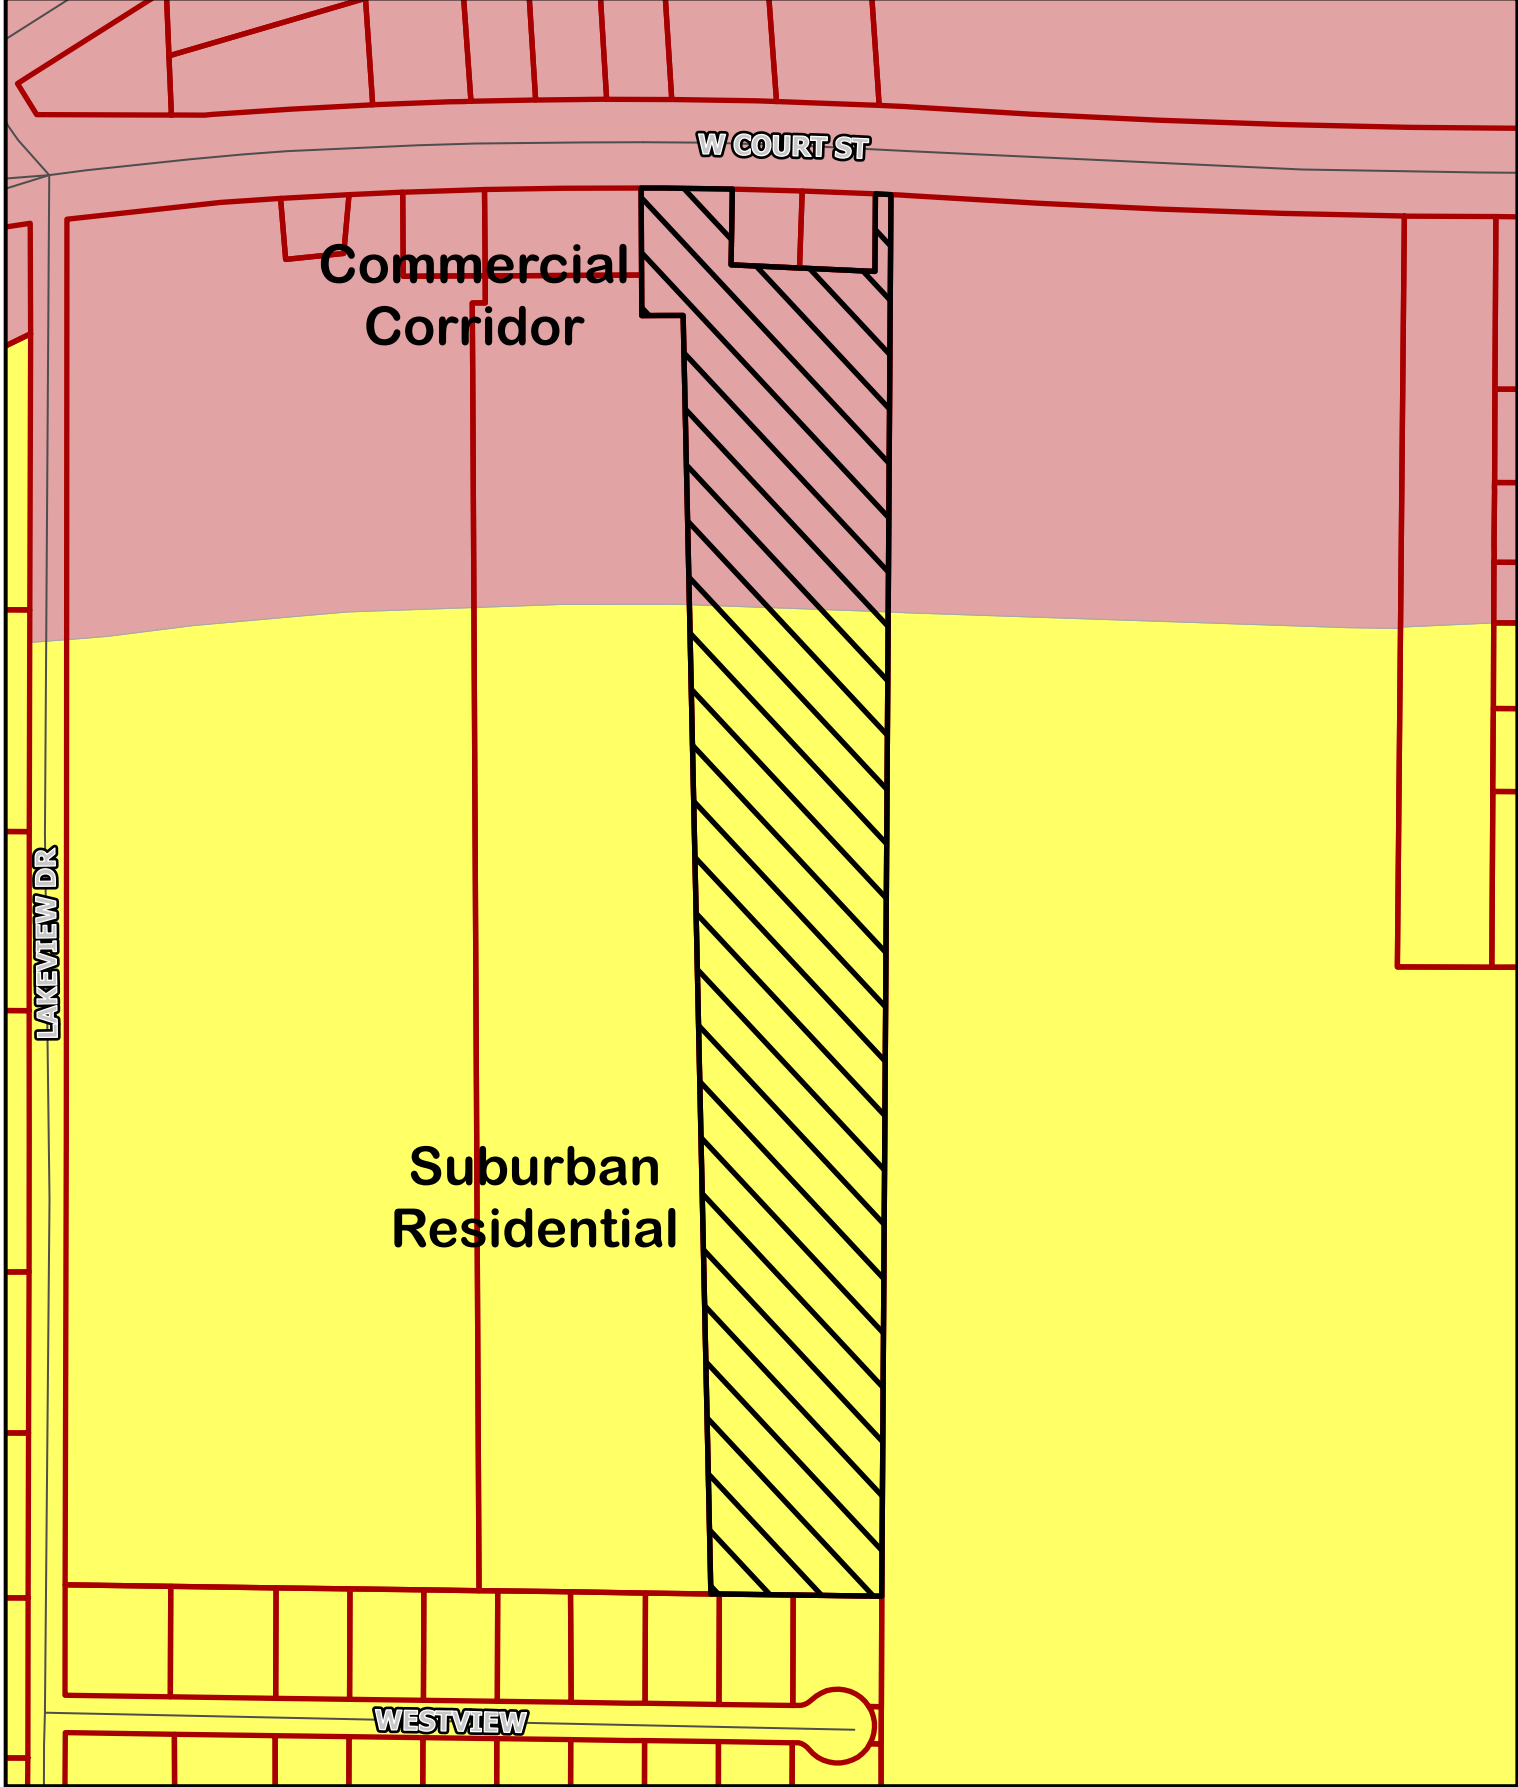 W COURT ST
Commercial
Corridor
LAKEVIEW DR
Suburban
Residential
WESTVIEW